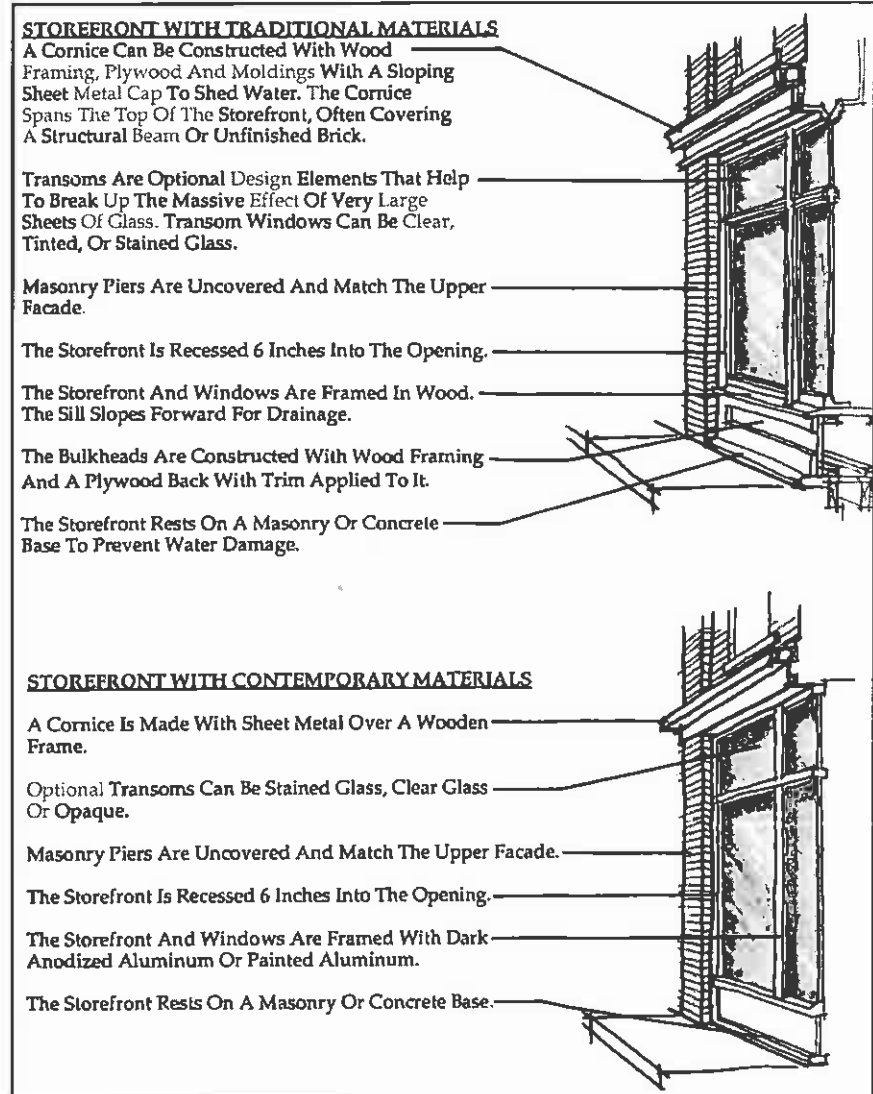 STOREFRONT WITH TRADITIONAL MATERIALS
A Cornice Can Be Constructed With Wood
Framing, Plywood And Moldings With A Sloping
Sheet Metal Cap To Shed Water. The Cornice
Spans The Top Of The Storefront, Often Covering
A Structural Beam Or Unfinished Brick.
Transoms Are Optional Design Elements That Help
To Break Up The Massive Effect Of Very Large
Sheets Of Glass. Transom Windows Can Be Clear,
Tinted, Or Stained Glass.
Masonry Piers Are Uncovered And Match The Upper
Facade.
The Storefront Is Recessed 6 Inches Into The Opening.
The Storefront And Windows Are Framed In Wood.
The Sill Slopes Forward For Drainage.
The Bulkheads Are Constructed With Wood Framing
And A Plywood Back With Trim Applied To It.
The Storefront Rests On A Masonry Or Concrete
Base To Prevent Water Damage.
STOREFRONT WITH CONTEMPORARY MATERIALS
A Cornice Is Made With Sheet Metal Over A Wooden
Frame.
Optional Transoms Can Be Stained Glass, Clear Glass
Or Opaque.
Masonry Piers Are Uncovered And Match The Upper Facade.
The Storefront Is Recessed 6 Inches Into The Opening.
The Storefront And Windows Are Framed With Dark
Anodized Aluminum Or Painted Aluminum.
The Storefront Rests On A Masonry Or Concrete Base.